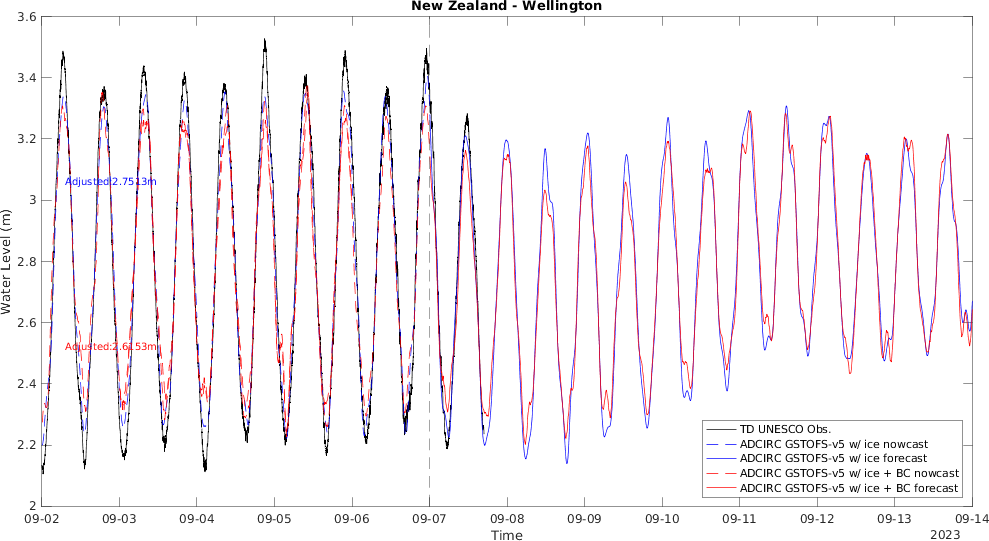 New Zealand - Wellington
3.6
3.4
3.2
3
2.8
2.6
2.4
2.2
2
Water Level (m)
Adjusted:2.7513m
Adjusted:2.6153m
TD UNESCO Obs.
ADCIRC GSTOFS-v5 w/ ice nowcast
ADCIRC GSTOFS-v5 w/ ice forecast
ADCIRC GSTOFS-v5 w/ ice + BC nowcast
ADCIRC GSTOFS-v5 w/ ice + BC forecast
09-02 09-03 09-04 09-05 09-06 09-07 09-08 09-09 09-10 09-11 09-12 09-13 09-14
Time
2023